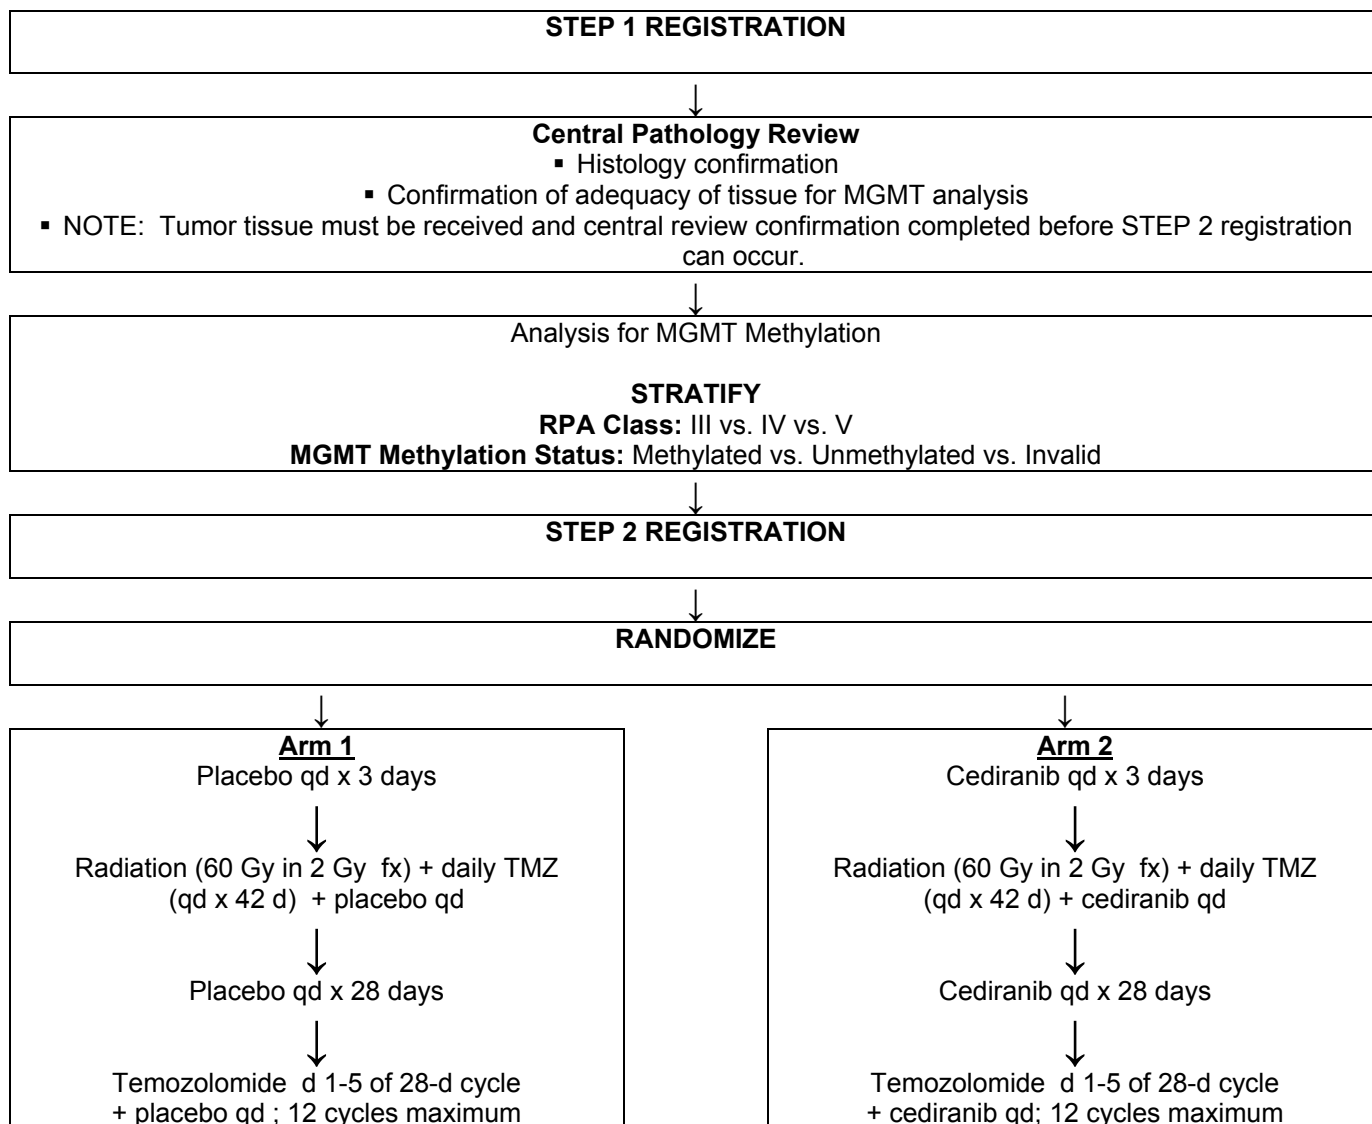 STEP 1 REGISTRATION
↓
Central Pathology Review
▪ Histology confirmation
▪ Confirmation of adequacy of tissue for MGMT analysis
▪ NOTE: Tumor tissue must be received and central review confirmation completed before STEP 2 registration
can occur.
↓
Analysis for MGMT Methylation
STRATIFY
RPA Class: III vs. IV vs. V
MGMT Methylation Status: Methylated vs. Unmethylated vs. Invalid
↓
STEP 2 REGISTRATION
↓
RANDOMIZE
↓
Arm 1
Placebo qd x 3 days
↓
Radiation (60 Gy in 2 Gy fx) + daily TMZ
(qd x 42 d) + placebo qd
↓
Placebo qd x 28 days
↓
Temozolomide d 1-5 of 28-d cycle
+ placebo qd ; 12 cycles maximum
↓
Arm 2
Cediranib qd x 3 days
↓
Radiation (60 Gy in 2 Gy fx) + daily TMZ
(qd x 42 d) + cediranib qd
↓
Cediranib qd x 28 days
↓
Temozolomide d 1-5 of 28-d cycle
+ cediranib qd; 12 cycles maximum